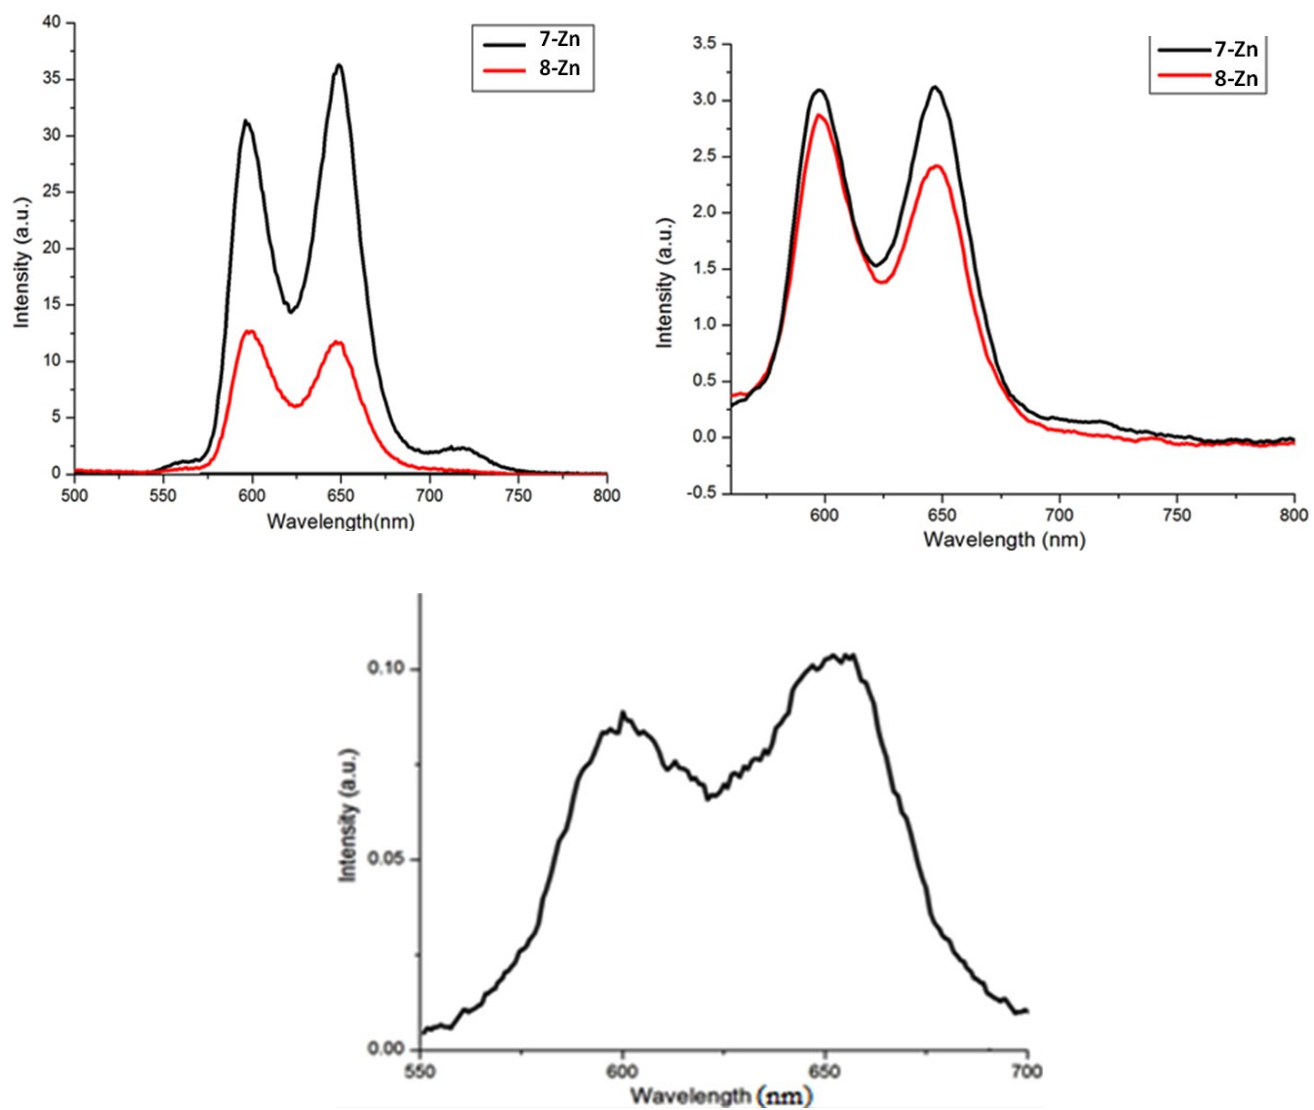 40
35
30
25
20
15
10
5
0
Intensity (a.u.)
7-Zn
8-Zn
500 550 600 650 700 750 800
Wavelength(nm)
3.5
3.0
2.5
2.0
1.5
1.0
0.5
0.0
-0.5
Intensity (a.u.)
7-Zn
8-Zn
600 650 700 750 800
Wavelength (nm)
0.10
0.05
0.00
Intensity (a.u.)
550 600 650 700
Wavelength (nm)